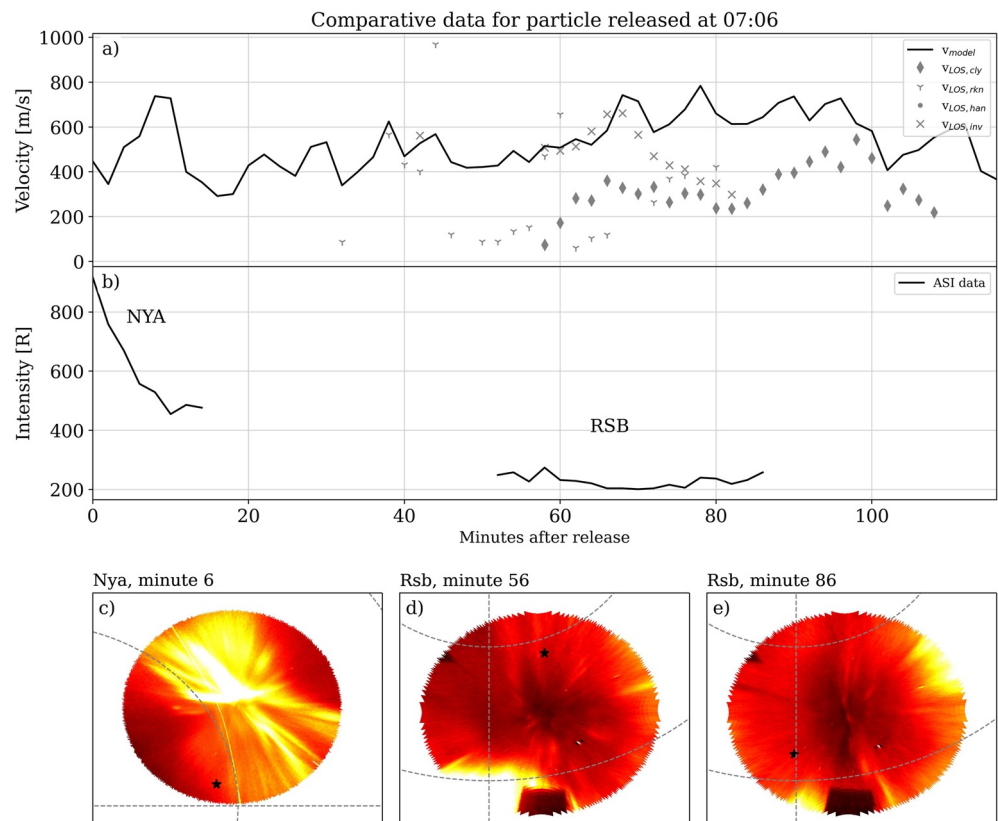 Comparative data for particle released at 07:06
a)
1000
800
600
400
200
0
Velocity [m/s]
v_model
v_LOS, cly
v_LOS, rkn
v_LOS, han
v_LOS, inv
b)
NYA
RSB
ASI data
800
600
400
200
Intensity [R]
0 20 40 60 80 100
Minutes after release
Nya, minute 6
c)
Rsb, minute 56
d)
Rsb, minute 86
e)